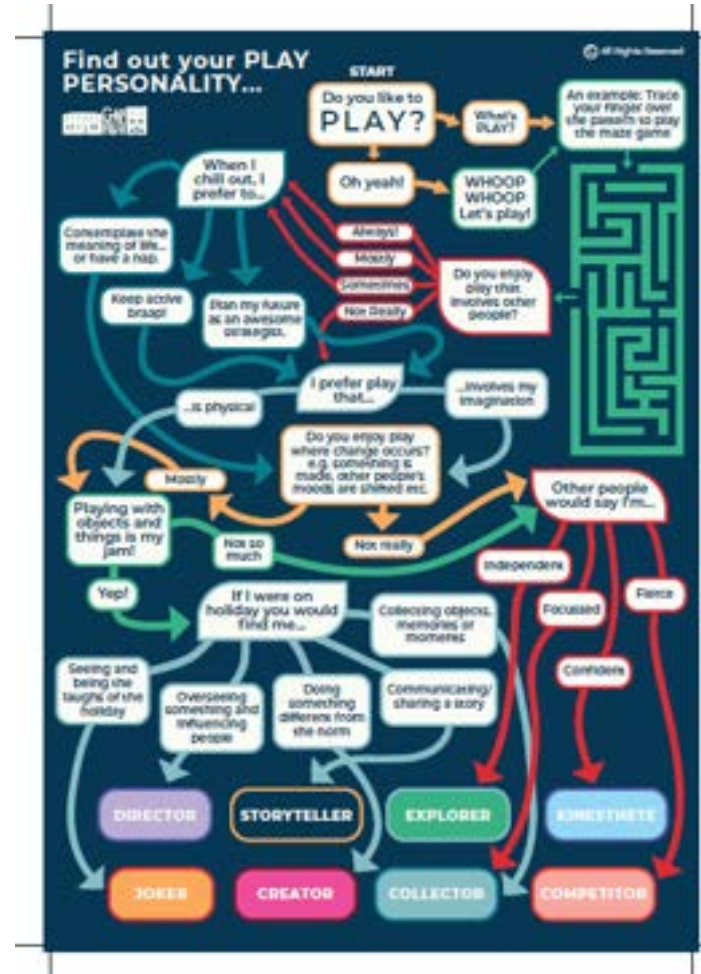 Find out your PLAY
PERSONALITY...
All Rights Reserved
START
Do you like to
PLAY?
What's
PLAY?
An example: Trace
your finger over
the pattern to play
the maze game
Oh yeah!
WHOOP
WHOOP
Let's play!
When I
chill out, I
prefer to...
Always!
Mostly
Sometimes
Not Really
Do you enjoy
play that
involves other
people?
Contemplate the
meaning of life...
or have a nap.
Keep active
braap!
Plan my future
as an awesome
strategist.
I prefer play
that...
...is physical
...involves my
imagination
Do you enjoy play
where change occurs?
e.g. something is
made, other people's
moods are shifted etc.
Mostly
Not really
Playing with
objects and
things is my
jam!
Not so
much
Yep!
Other people
would say I'm...
Independent
Focussed
Fierce
Confident
If I were on
holiday you would
find me...
Collecting objects,
memories or
moments
Seeing and
being the
laughs of the
holiday
Overseeing
something and
influencing
people
Doing
something
different from
the norm
Communicating/
sharing a story
DIRECTOR
STORYTELLER
EXPLORER
KINESTHETE
JOKER
CREATOR
COLLECTOR
COMPETITOR